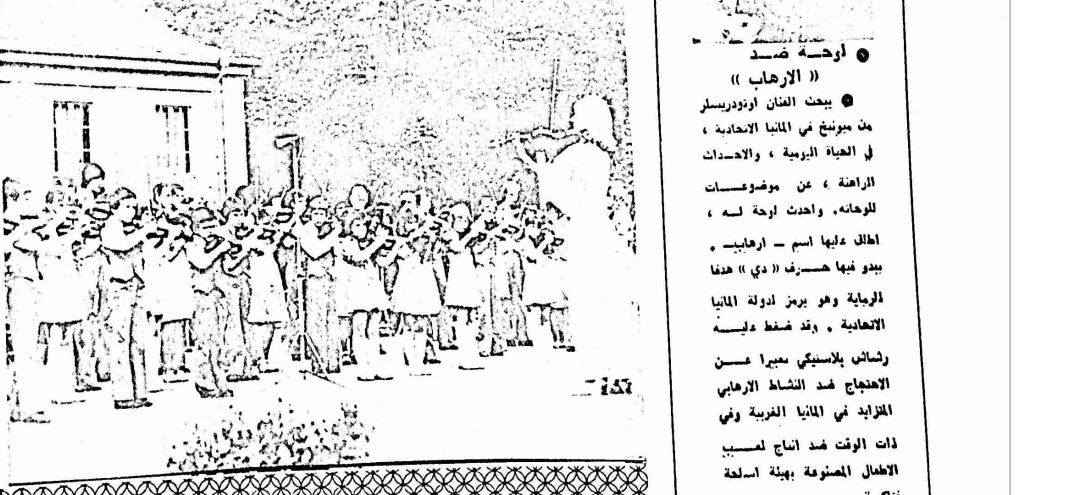 لوحة ضد
« الارهاب »
يبحث الفنان اوتودريسلر
من ميونيخ في المانيا الاتحادية ،
في الحياة اليومية ، والاحداث
الراهنة ، عن موضوعات
للوحاته. واحدث لوحة لسه ،
اطلق عليها اسم ـ ارهاب ـ .
يبدو فيها حرف « دي » هدفا
للرماية وهو يرمز لدولة المانيا
الاتحادية . وقد ضغط عليه
رشاش بلاستيكي معبرا عن
الاحتجاج ضد النشاط الارهابي
المتزايد في المانيا الغربية وفي
ذات الوقت ضد انتاج لعب
الاطفال المصنوعة بهيئة اسلحة